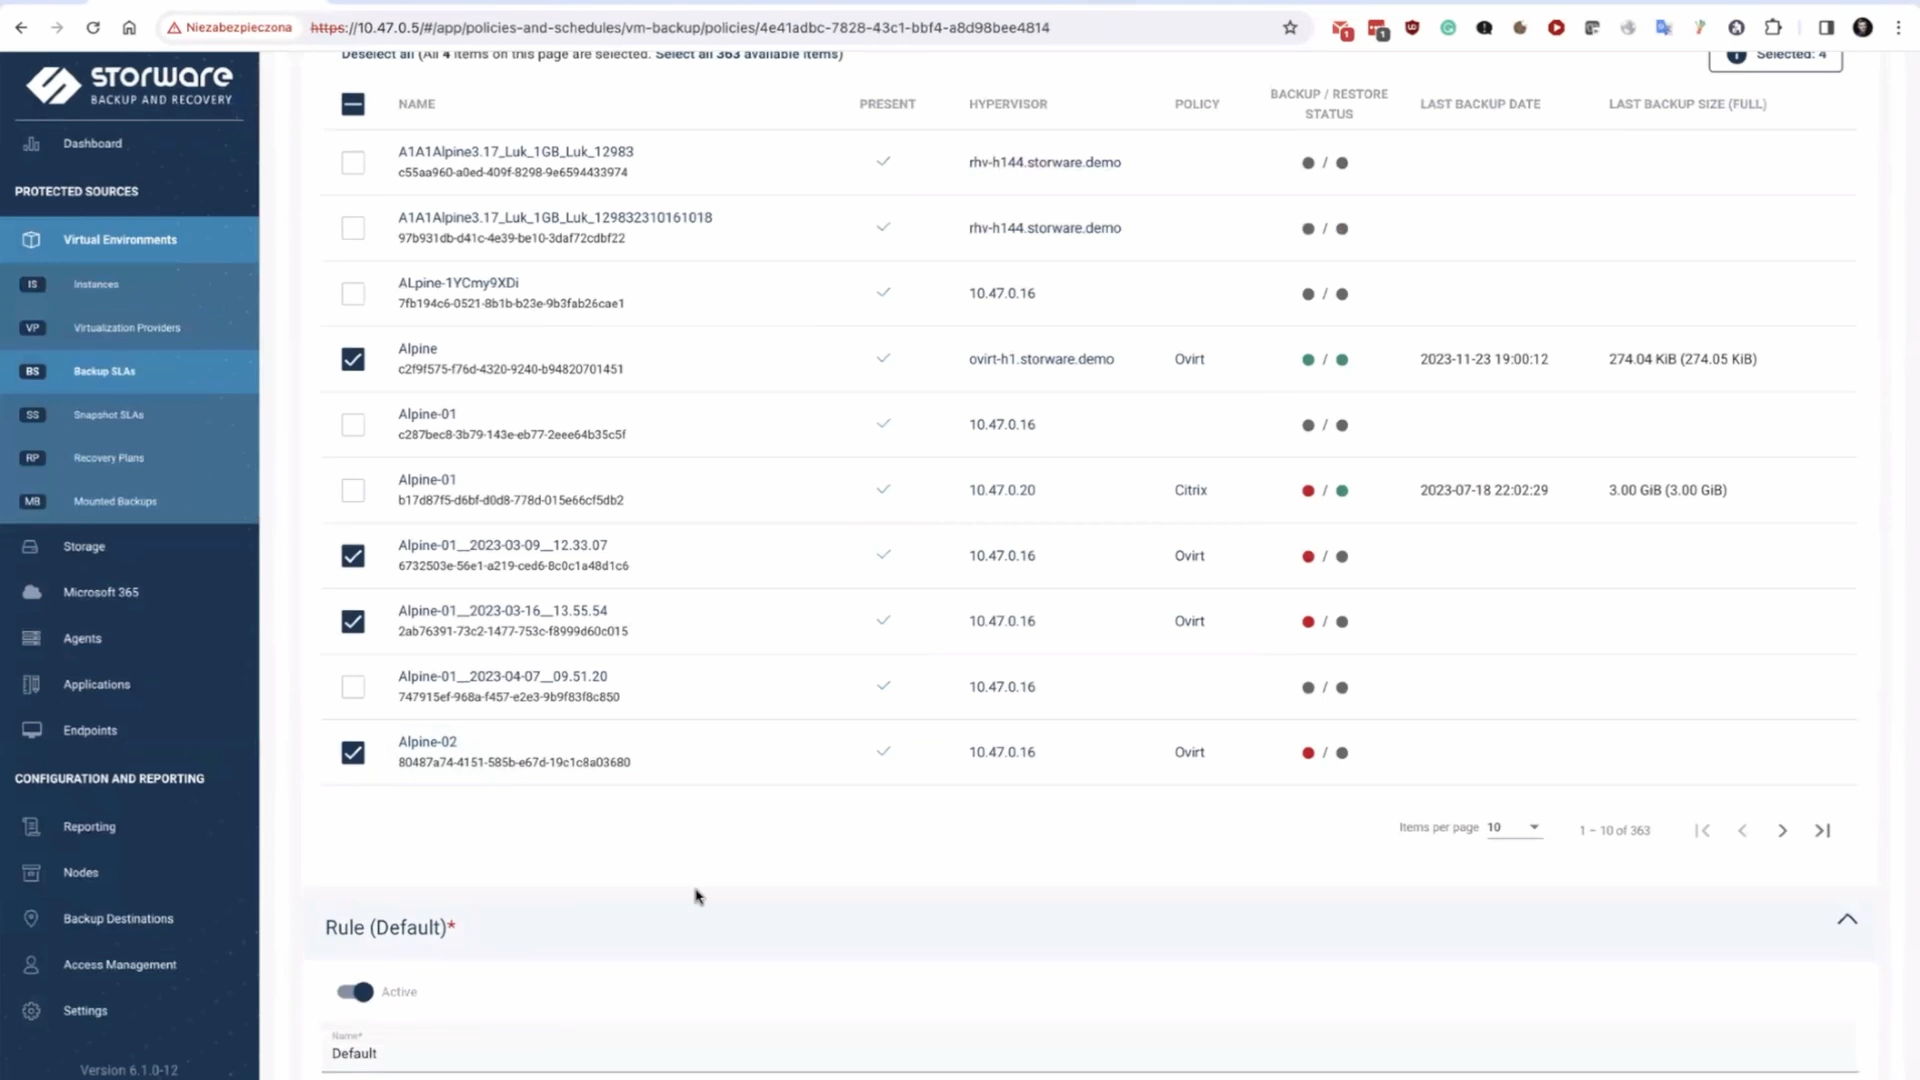 Niezabezpieczona
https://10.47.0.5/#/app/policies-and-schedules/vm-backup/policies/4e41adbc-7828-43c1-bbf4-a8d98bee4814
1
1
STORWARE
BACKUP AND RECOVERY
Dashboard
PROTECTED SOURCES
Virtual Environments
IS Instances
VP Virtualization Providers
BS Backup SLAs
SS Snapshot SLAs
RP Recovery Plans
MB Mounted Backups
Storage
Microsoft 365
Agents
Applications
Endpoints
CONFIGURATION AND REPORTING
Reporting
Nodes
Backup Destinations
Access Management
Settings
Version 6.1.0-12
Deselect all (All 4 items on this page are selected. Select all 363 available items)
Selected: 4
NAME PRESENT HYPERVISOR POLICY BACKUP / RESTORE STATUS LAST BACKUP DATE LAST BACKUP SIZE (FULL)
A1A1Alpine3.17_Luk_1GB_Luk_12983
c55aa960-a0ed-409f-8298-9e6594433974
rhv-h144.storware.demo /
A1A1Alpine3.17_Luk_1GB_Luk_129832310161018
97b931db-d41c-4e39-be10-3daf72cdbf22
rhv-h144.storware.demo /
ALpine-1YCmy9XDi
7fb194c6-0521-8b1b-b23e-9b3fab26cae1
10.47.0.16 /
Alpine
c2f9f575-f76d-4320-9240-b94820701451
ovirt-h1.storware.demo Ovirt / 2023-11-23 19:00:12 274.04 KiB (274.05 KiB)
Alpine-01
c287bec8-3b79-143e-eb77-2eee64b35c5f
10.47.0.16 /
Alpine-01
b17d87f5-d6bf-d0d8-778d-015e66cf5db2
10.47.0.20 Citrix / 2023-07-18 22:02:29 3.00 GiB (3.00 GiB)
Alpine-01__2023-03-09__12.33.07
6732503e-56e1-a219-ced6-8c0c1a48d1c6
10.47.0.16 Ovirt /
Alpine-01__2023-03-16__13.55.54
2ab76391-73c2-1477-753c-f8999d60c015
10.47.0.16 Ovirt /
Alpine-01__2023-04-07__09.51.20
747915ef-968a-f457-e2e3-9b9f83f8c850
10.47.0.16 /
Alpine-02
80487a74-4151-585b-e67d-19c1c8a03680
10.47.0.16 Ovirt /
Items per page 10 1 – 10 of 363
Rule (Default)*
Active
Name*
Default